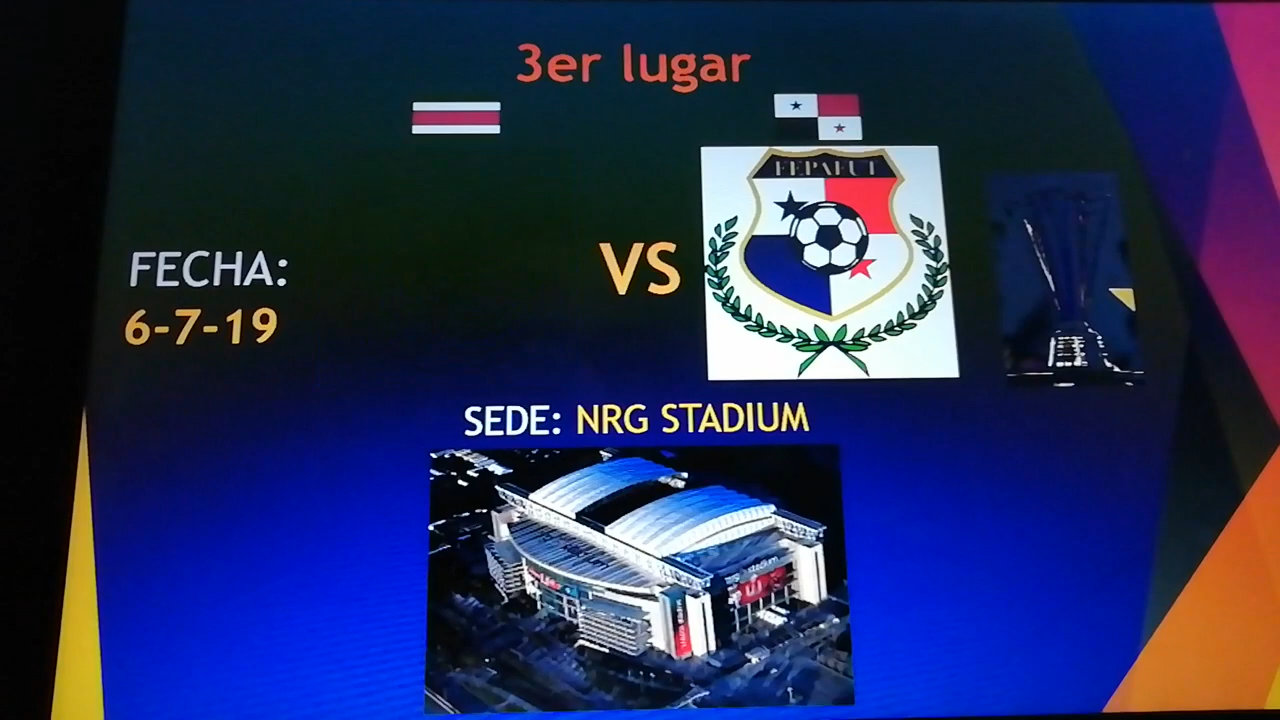 3er lugar
FEPAFUT
FECHA:
6-7-19
VS
SEDE: NRG STADIUM